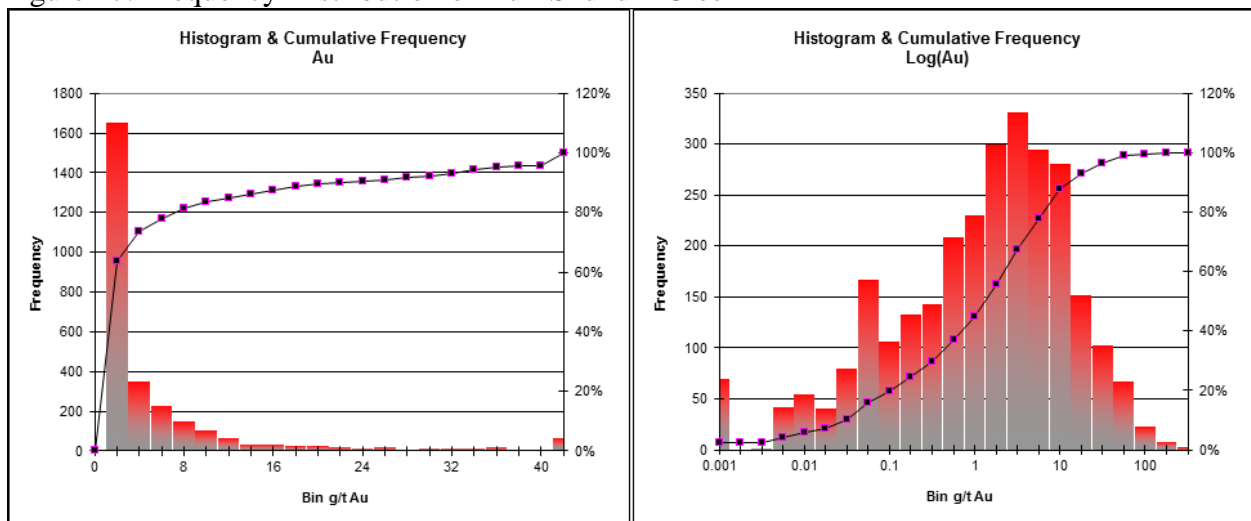 Figure Frequency Distribution
Histogram & Cumulative Frequency
Au
Frequency
1800
1600
1400
1200
1000
800
600
400
200
0
120%
100%
80%
60%
40%
20%
0%
0 8 16 24 32 40
Bin g/t Au
Histogram & Cumulative Frequency
Log(Au)
Frequency
350
300
250
200
150
100
50
0
120%
100%
80%
60%
40%
20%
0%
0.001 0.01 0.1 1 10 100
Bin g/t Au